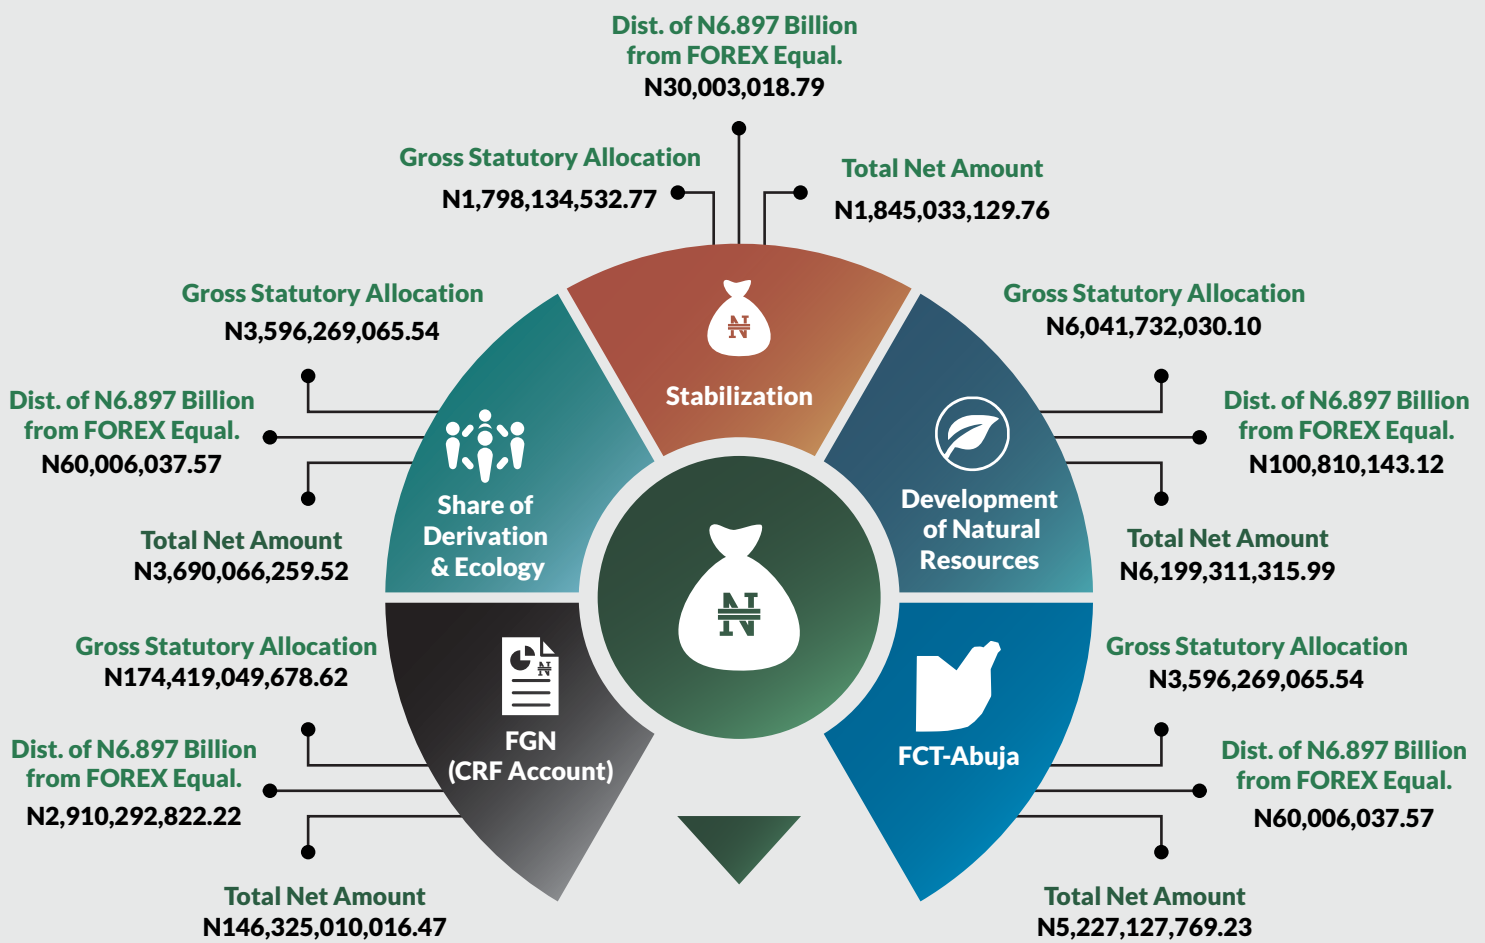 Dist. of N6.897 Billion
from FOREX Equal.
N30,003,018.79
Gross Statutory Allocation
N1,798,134,532.77
Total Net Amount
N1,845,033,129.76
Stabilization
Gross Statutory Allocation
N3,596,269,065.54
Dist. of N6.897 Billion
from FOREX Equal.
N60,006,037.57
Total Net Amount
N3,690,066,259.52
Share of
Derivation
& Ecology
Gross Statutory Allocation
N6,041,732,030.10
Dist. of N6.897 Billion
from FOREX Equal.
N100,810,143.12
Total Net Amount
N6,199,311,315.99
Development
of Natural
Resources
₦
₦
Gross Statutory Allocation
N174,419,049,678.62
Dist. of N6.897 Billion
from FOREX Equal.
N2,910,292,822.22
Total Net Amount
N146,325,010,016.47
₦
FGN
(CRF Account)
Gross Statutory Allocation
N3,596,269,065.54
Dist. of N6.897 Billion
from FOREX Equal.
N60,006,037.57
Total Net Amount
N5,227,127,769.23
FCT-Abuja